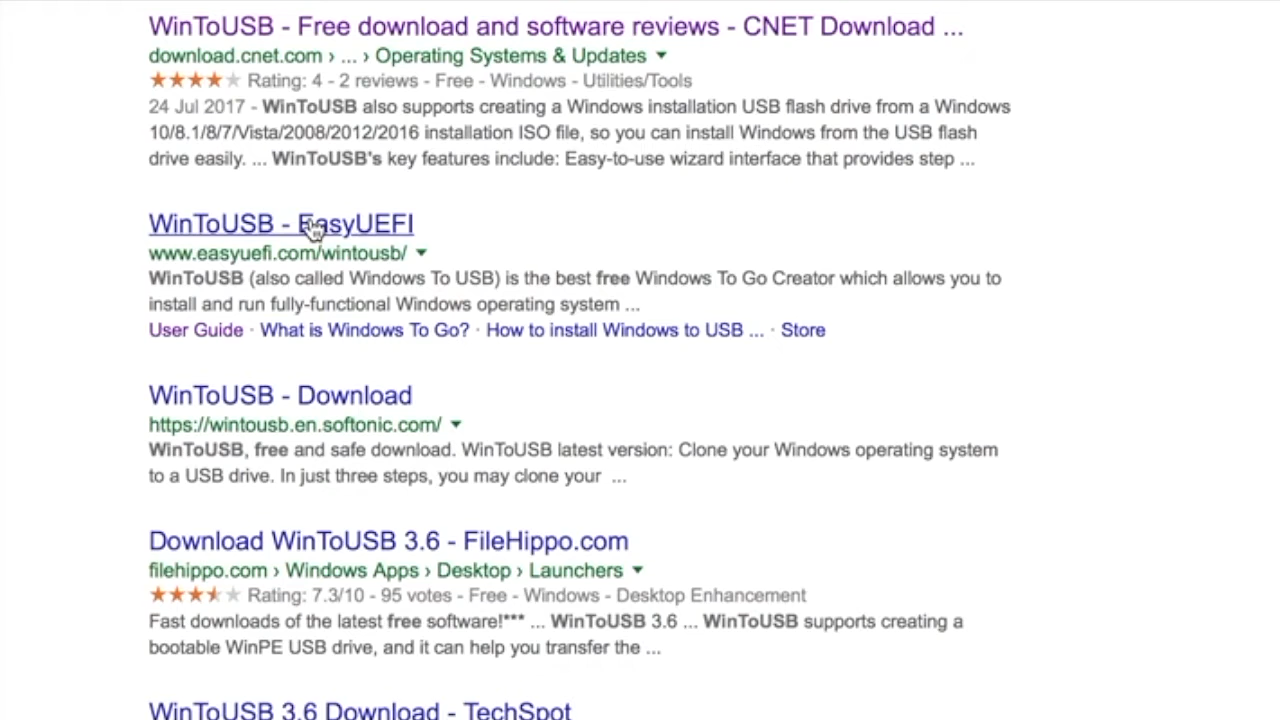 WinToUSB - Free download and software reviews - CNET Download ...
download.cnet.com › ... › Operating Systems & Updates
Rating: 4 - 2 reviews - Free - Windows - Utilities/Tools
24 Jul 2017 - WinToUSB also supports creating a Windows installation USB flash drive from a Windows
10/8.1/8/7/Vista/2008/2012/2016 installation ISO file, so you can install Windows from the USB flash
drive easily. ... WinToUSB's key features include: Easy-to-use wizard interface that provides step ...
WinToUSB - EasyUEFI
www.easyuefi.com/wintousb/
WinToUSB (also called Windows To USB) is the best free Windows To Go Creator which allows you to
install and run fully-functional Windows operating system ...
User Guide · What is Windows To Go? · How to install Windows to USB ... · Store
WinToUSB - Download
https://wintousb.en.softonic.com/
WinToUSB, free and safe download. WinToUSB latest version: Clone your Windows operating system
to a USB drive. In just three steps, you may clone your ...
Download WinToUSB 3.6 - FileHippo.com
filehippo.com › Windows Apps › Desktop › Launchers
Rating: 7.3/10 - 95 votes - Free - Windows - Desktop Enhancement
Fast downloads of the latest free software!*** ... WinToUSB 3.6 ... WinToUSB supports creating a
bootable WinPE USB drive, and it can help you transfer the ...
WinToUSB 3.6 Download - TechSpot